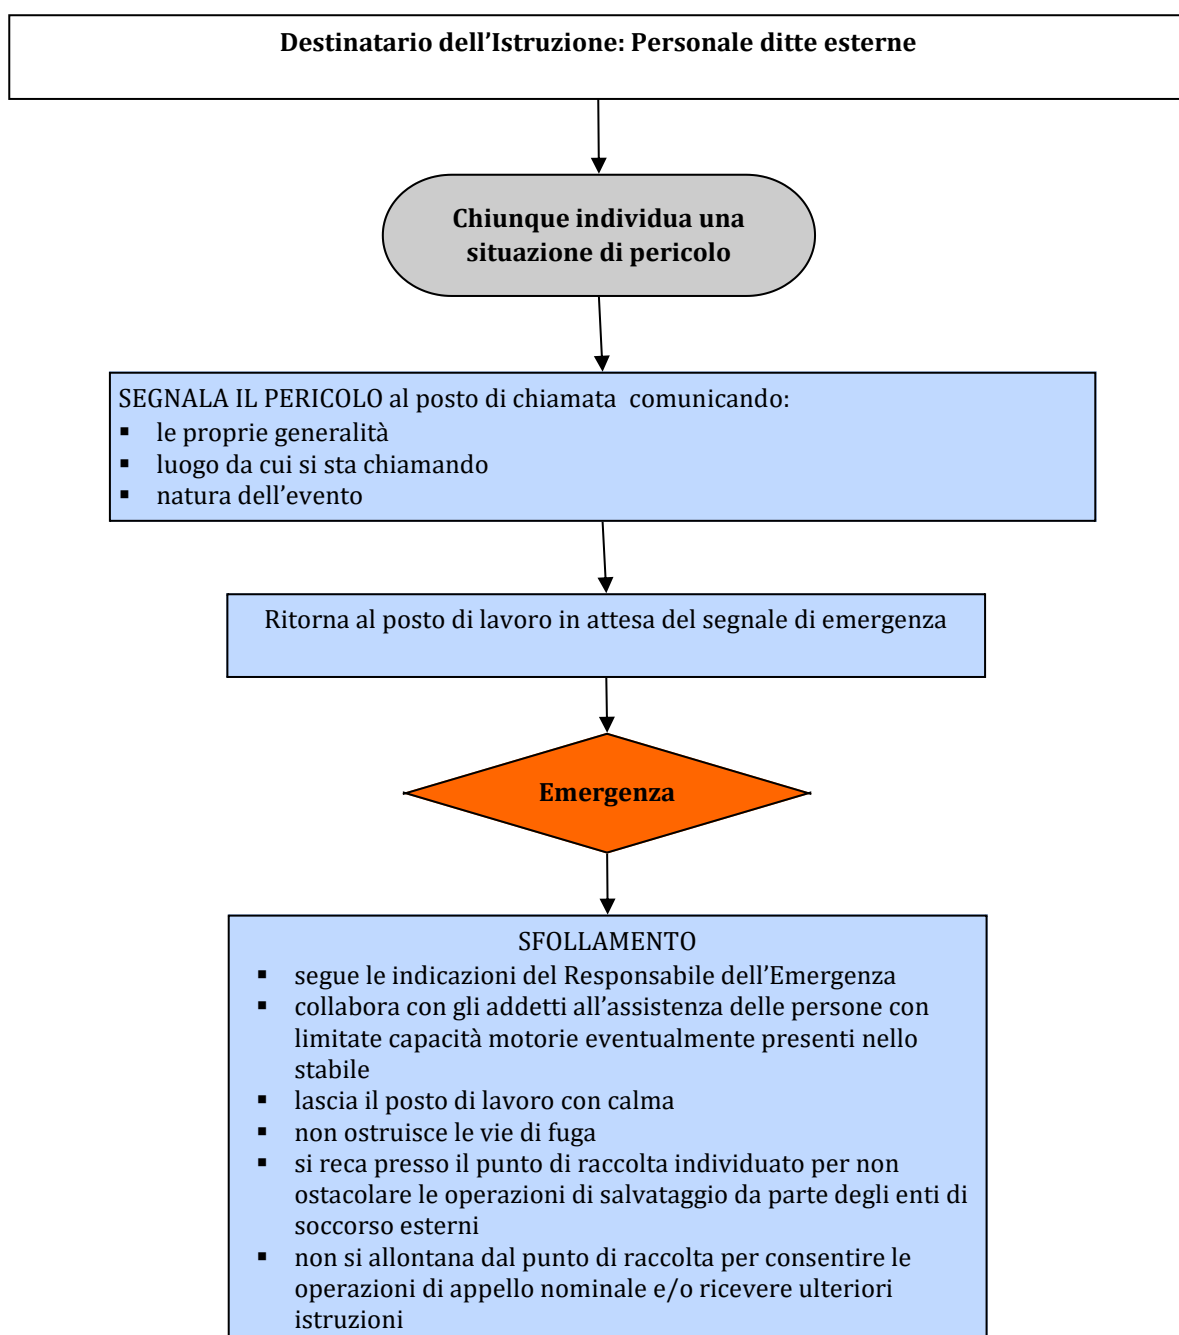 Destinatario dell’Istruzione: Personale ditte esterne
Chiunque individua una
situazione di pericolo
SEGNALA IL PERICOLO al posto di chiamata  comunicando:
▪ le proprie generalità
▪ luogo da cui si sta chiamando
▪ natura dell’evento
Ritorna al posto di lavoro in attesa del segnale di emergenza
Emergenza
SFOLLAMENTO
▪ segue le indicazioni del Responsabile dell’Emergenza
▪ collabora con gli addetti all’assistenza delle persone con
limitate capacità motorie eventualmente presenti nello
stabile
▪ lascia il posto di lavoro con calma
▪ non ostruisce le vie di fuga
▪ si reca presso il punto di raccolta individuato per non
ostacolare le operazioni di salvataggio da parte degli enti di
soccorso esterni
▪ non si allontana dal punto di raccolta per consentire le
operazioni di appello nominale e/o ricevere ulteriori
istruzioni